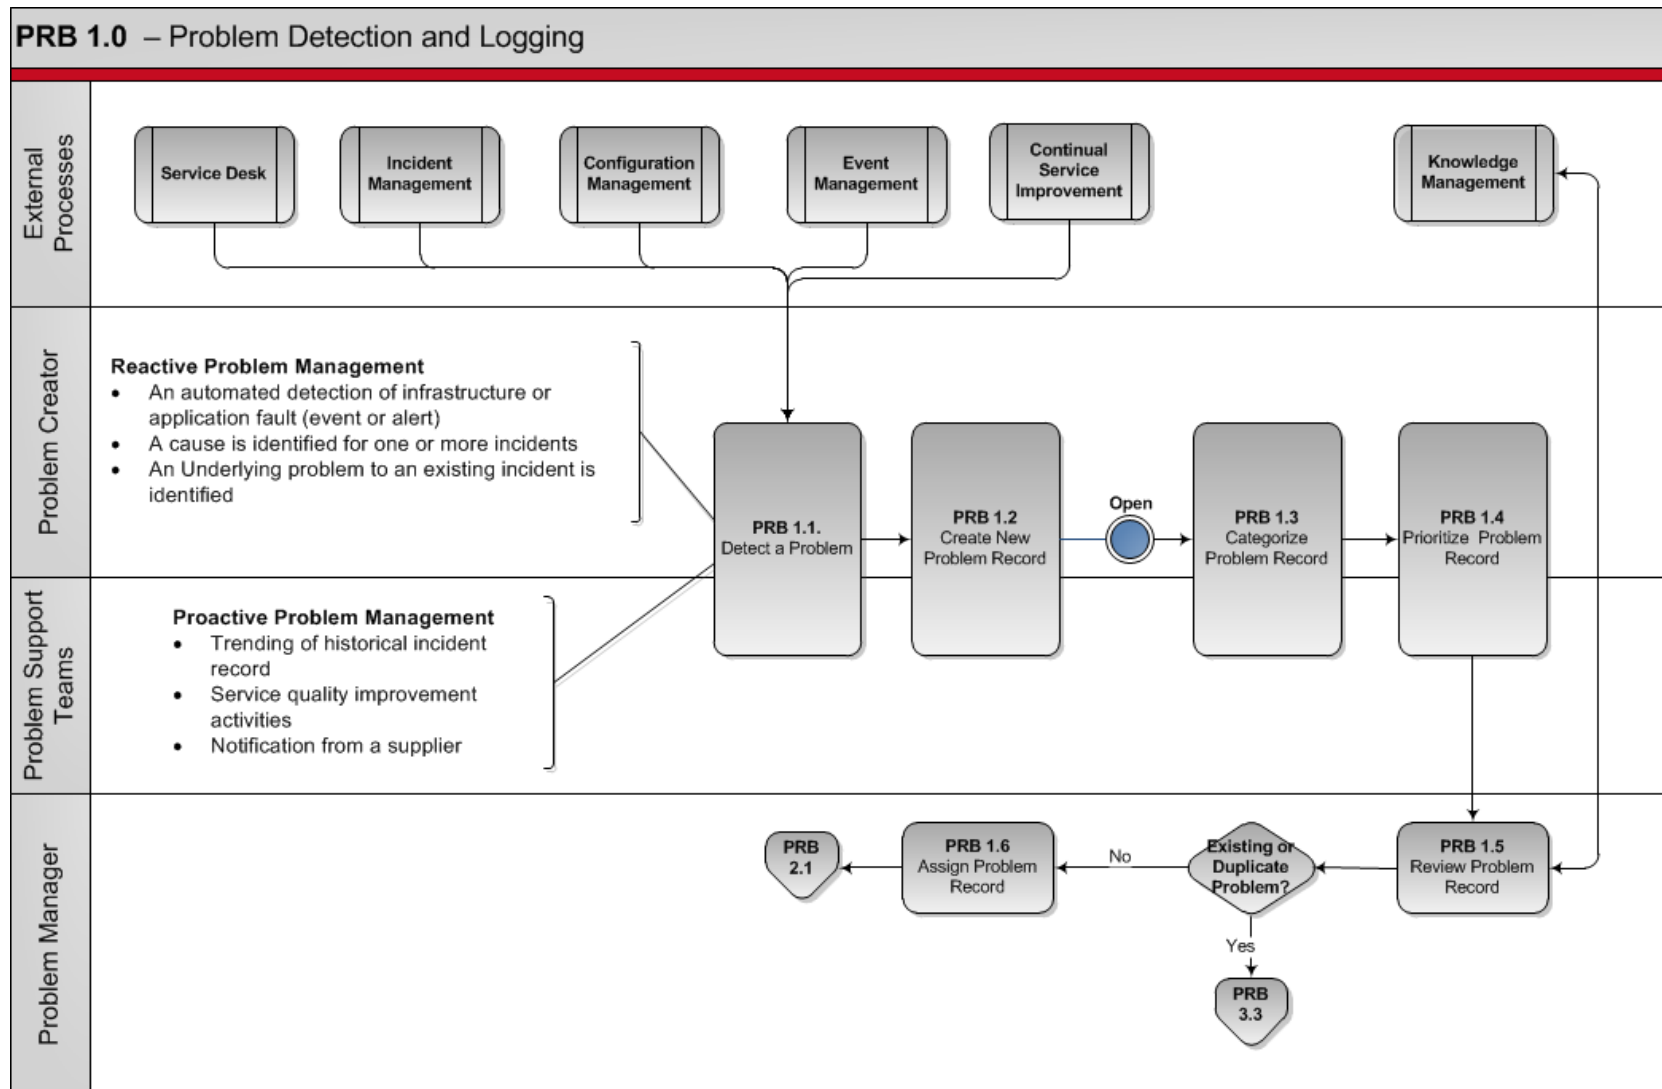 PRB 1.0 – Problem Detection and Logging
External
Processes
Service Desk
Incident
Management
Configuration
Management
Event
Management
Continual
Service
Improvement
Knowledge
Management
Problem Creator
Reactive Problem Management
• An automated detection of infrastructure or
application fault (event or alert)
• A cause is identified for one or more incidents
• An Underlying problem to an existing incident is
identified
PRB 1.1.
Detect a Problem
PRB 1.2
Create New
Problem Record
Open
PRB 1.3
Categorize
Problem Record
PRB 1.4
Prioritize Problem
Record
Problem Support
Teams
Proactive Problem Management
• Trending of historical incident
record
• Service quality improvement
activities
• Notification from a supplier
Problem Manager
PRB
2.1
PRB 1.6
Assign Problem
Record
No
Existing or
Duplicate
Problem?
PRB 1.5
Review Problem
Record
Yes
PRB
3.3